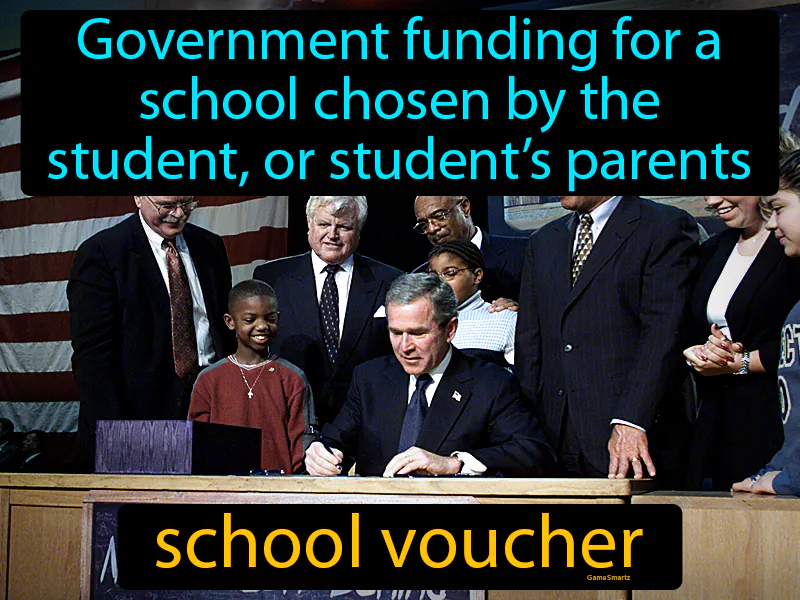 Government funding for a
school chosen by the
student, or student’s parents
school voucher
GameSmartz